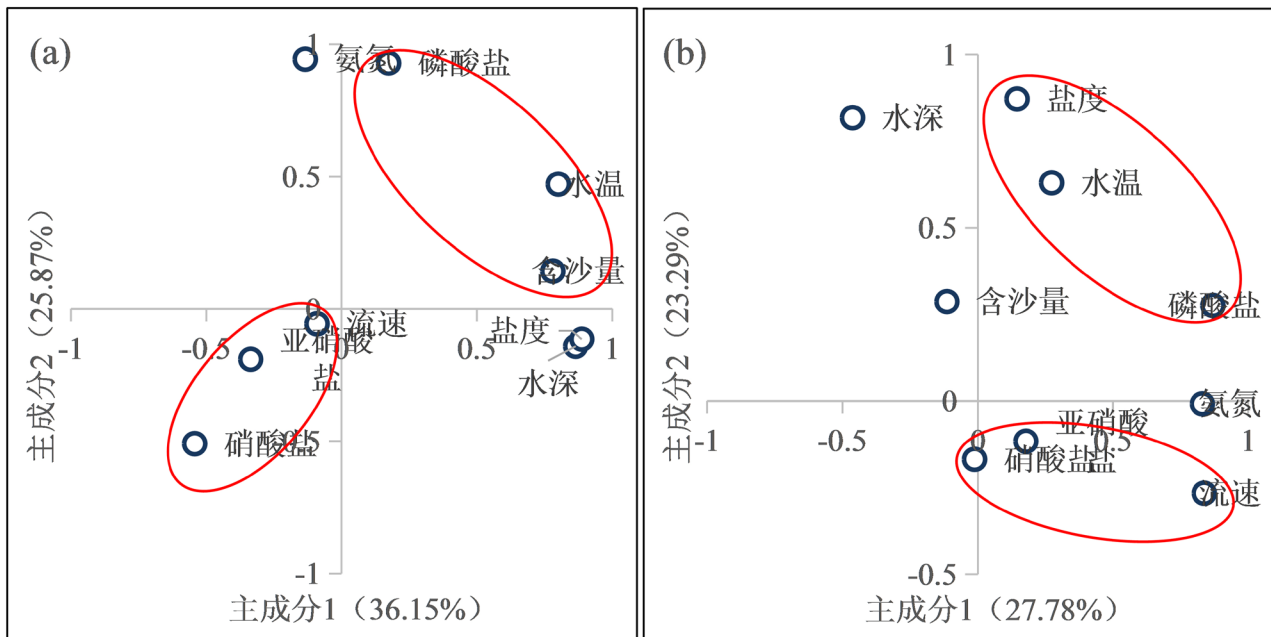 (a)
氨氮
磷酸盐
水温
含沙量
流速
亚硝酸
盐
硝酸盐
盐度
水深
1
0.5
0
-0.5
-1
-1
-0.5
0
0.5
1
主成分2（25.87%）
主成分1（36.15%）
(b)
盐度
水深
水温
含沙量
磷酸盐
氨氮
亚硝酸
盐
硝酸盐
流速
1
0.5
0
-0.5
-1
-0.5
0
0.5
1
主成分2（23.29%）
主成分1（27.78%）